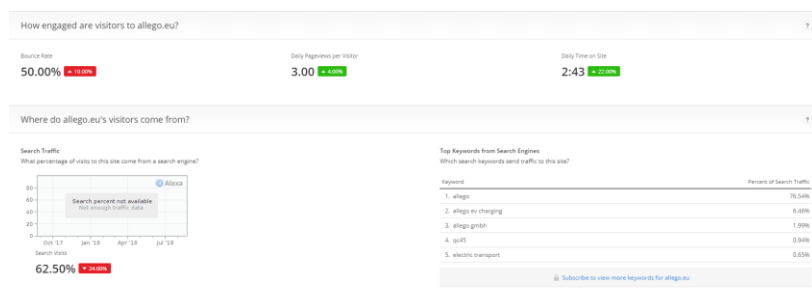 How engaged are visitors to allego.eu?
?
Bounce Rate
50.00% ▲ 10.00%
Daily Pageviews per Visitor
3.00 ▲ 4.00%
Daily Time on Site
2:43 ▲ 22.00%
Where do allego.eu's visitors come from?
?
Search Traffic
What percentage of visits to this site come from a search engine?
Alexa
80
60
40
20
0
Search percent not available
Not enough traffic data
Oct '17 Jan '18 Apr '18 Jul '18
Search Visits
62.50% ▼ 24.00%
Top Keywords from Search Engines
Which search keywords send traffic to this site?
Keyword Percent of Search Traffic
1. allego 76.54%
2. allego ev charging 6.46%
3. allego gmbh 1.99%
4. 0.94%
5. electric transport 0.65%
Subscribe to view more keywords for allego.eu